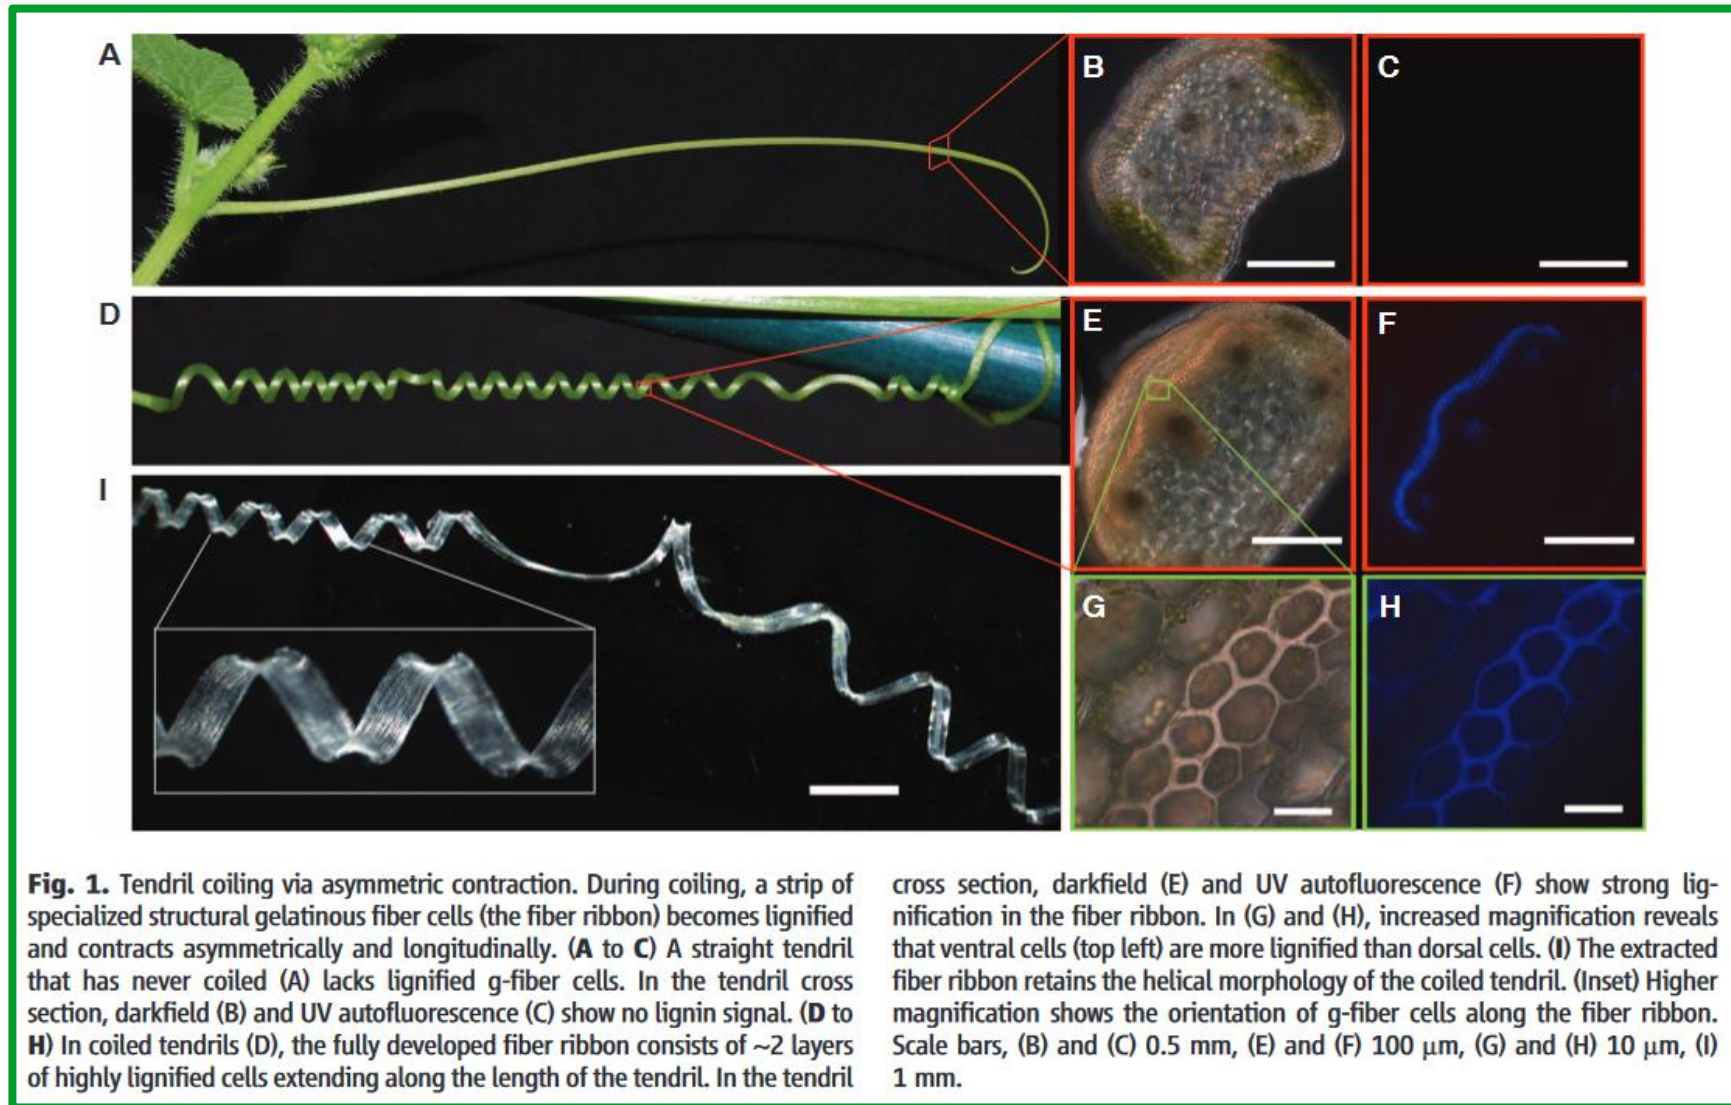 A
B
C
D
E
F
I
G
H
Fig. 1. Tendril coiling via asymmetric contraction. During coiling, a strip of
specialized structural gelatinous fiber cells (the fiber ribbon) becomes lignified
and contracts asymmetrically and longitudinally. (A to C) A straight tendril
that has never coiled (A) lacks lignified g-fiber cells. In the tendril cross
section, darkfield (B) and UV autofluorescence (C) show no lignin signal. (D to
H) In coiled tendrils (D), the fully developed fiber ribbon consists of ~2 layers
of highly lignified cells extending along the length of the tendril. In the tendril
cross section, darkfield (E) and UV autofluorescence (F) show strong lig-
nification in the fiber ribbon. In (G) and (H), increased magnification reveals
that ventral cells (top left) are more lignified than dorsal cells. (I) The extracted
fiber ribbon retains the helical morphology of the coiled tendril. (Inset) Higher
magnification shows the orientation of g-fiber cells along the fiber ribbon.
Scale bars, (B) and (C) 0.5 mm, (E) and (F) 100 μm, (G) and (H) 10 μm, (I)
1 mm.